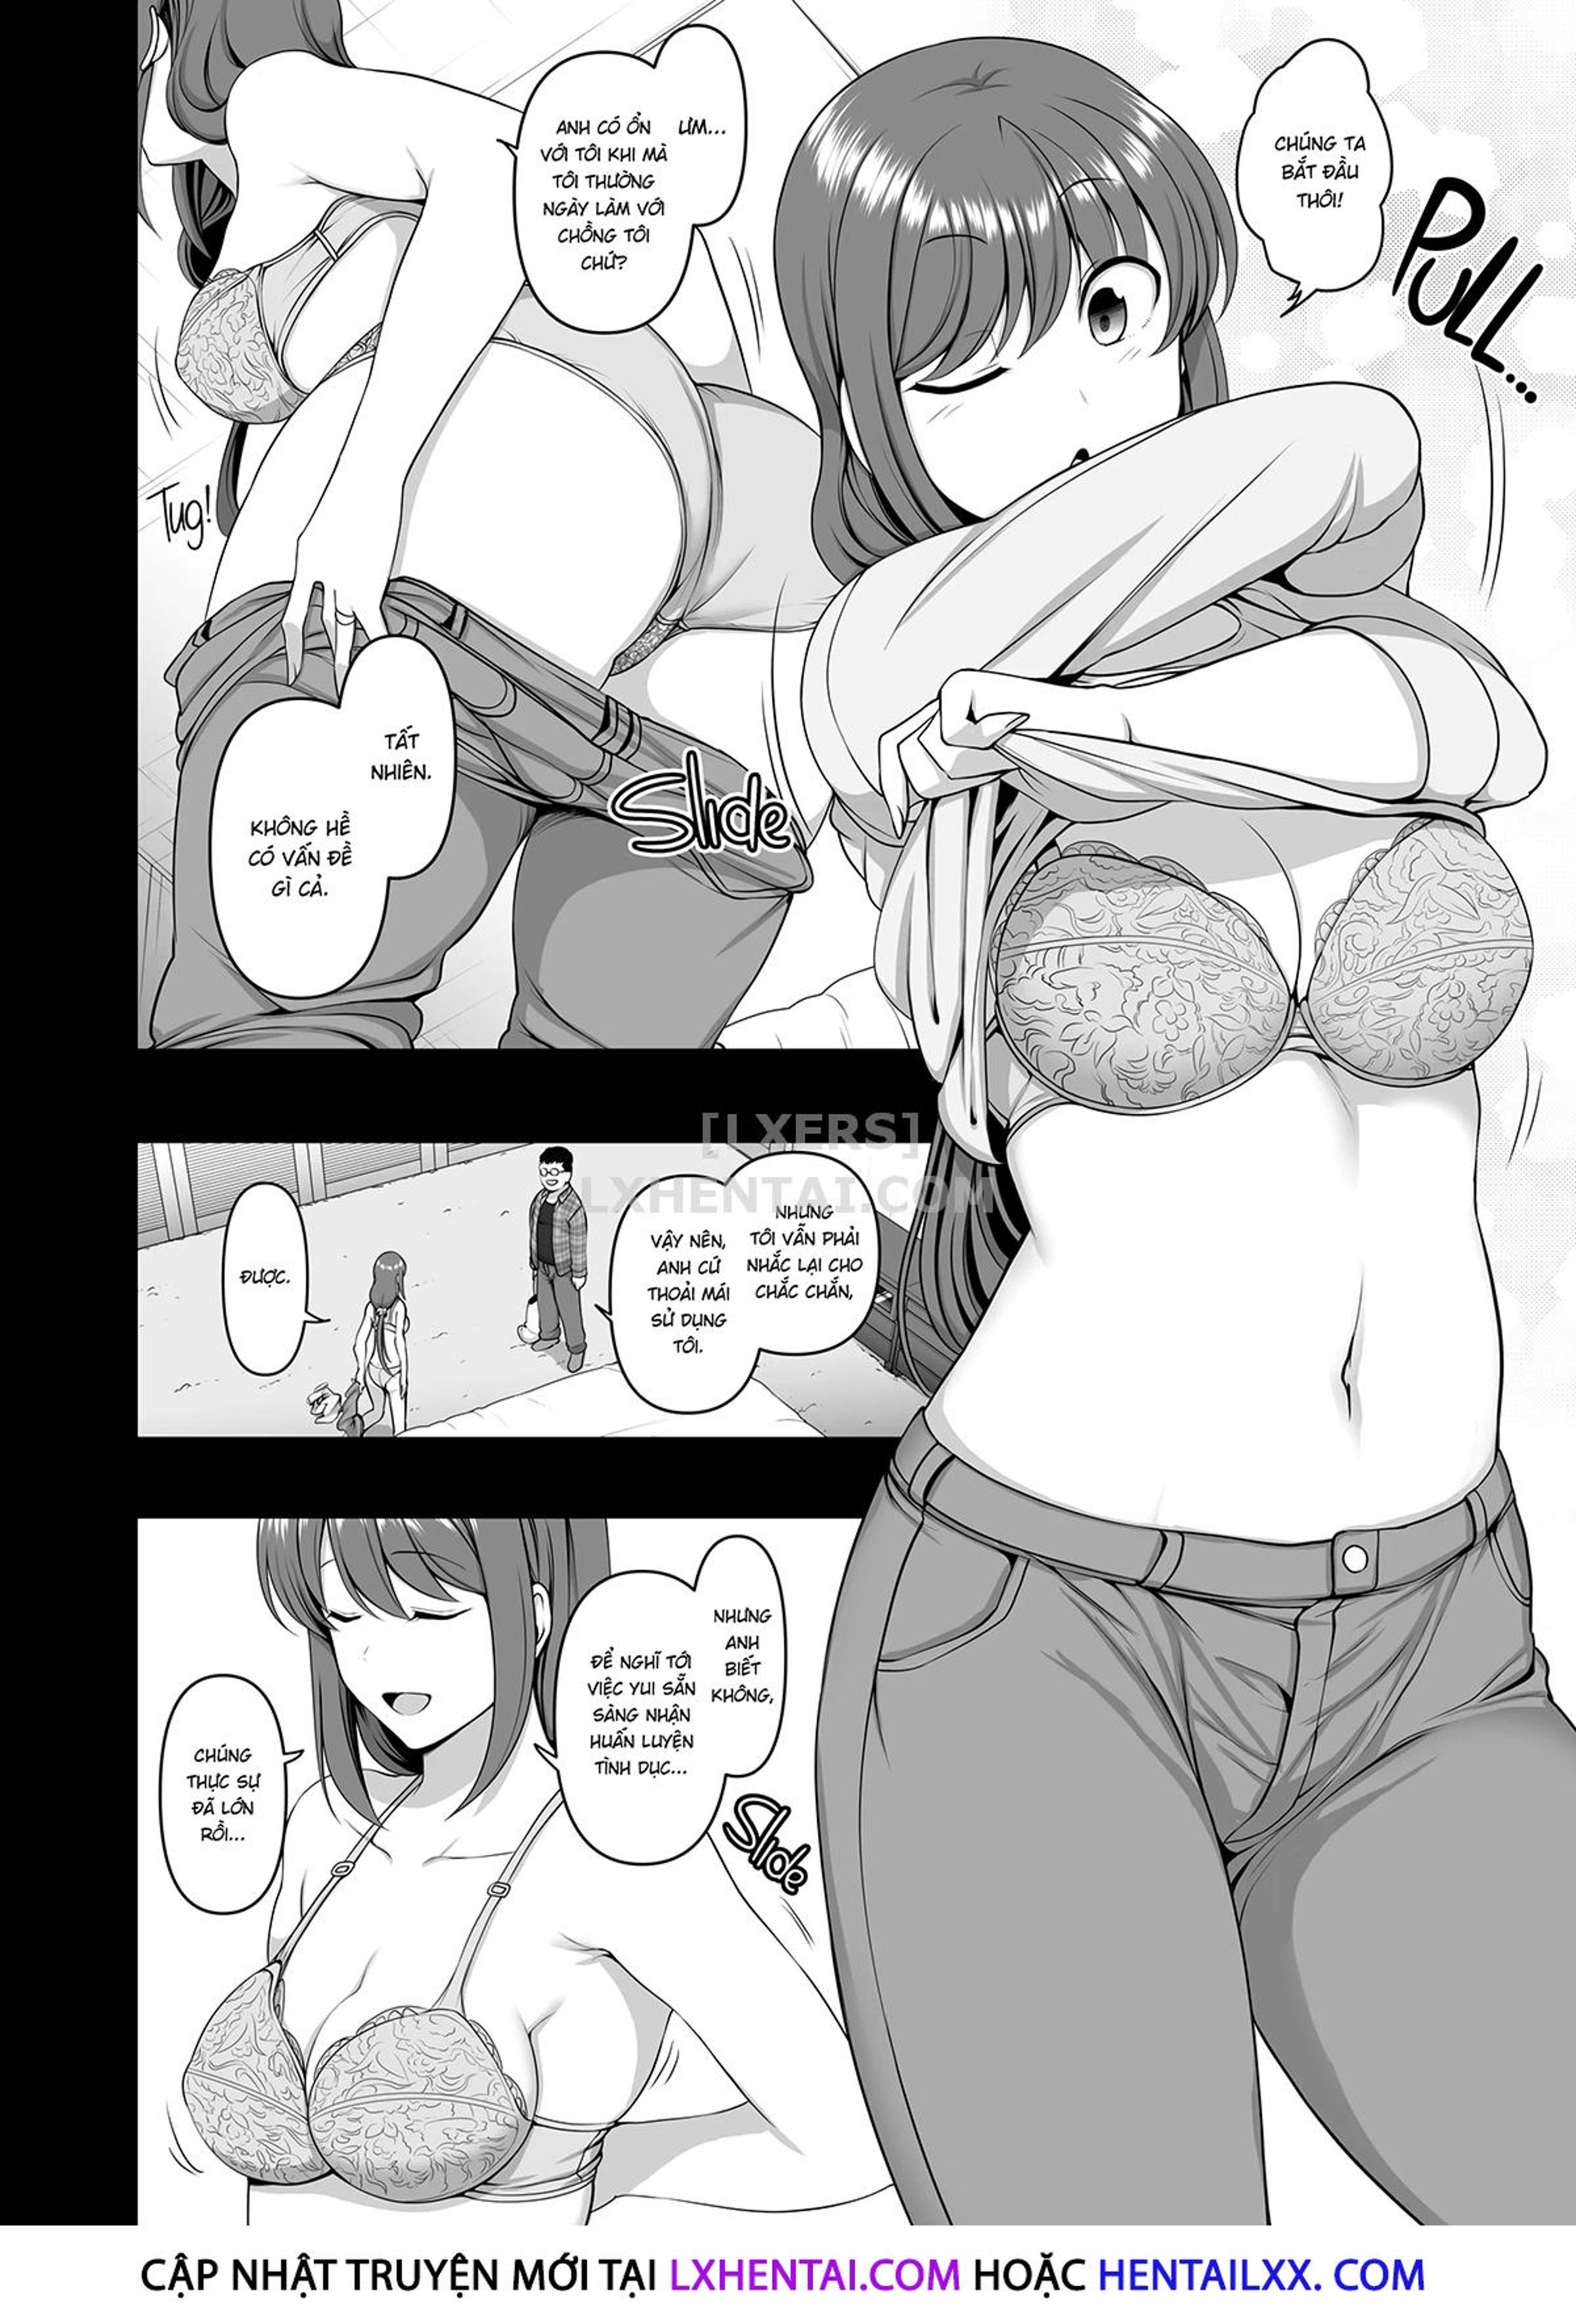 CHÚNG TA
BẮT ĐẦU
THÔI!
PULL...
ƯM...
ANH CÓ ỔN
VỚI TÔI KHI MÀ
TÔI THƯỜNG
NGÀY LÀM VỚI
CHỒNG TÔI
CHỨ?
TUG!
TẤT
NHIÊN.
KHÔNG HỀ
CÓ VẤN ĐỀ
GÌ CẢ.
SLIDE
[LXERS]
LXHENTAI.COM
NHƯNG
TÔI VẪN PHẢI
NHẮC LẠI CHO
CHẮC CHẮN,
VẬY NÊN,
ANH CỨ
THOẢI MÁI
SỬ DỤNG
TÔI.
ĐƯỢC.
NHƯNG
ANH
BIẾT
KHÔNG,
ĐỂ NGHĨ TỚI
VIỆC YUI SẴN
SÀNG NHẬN
HUẤN LUYỆN
TÌNH DỤC...
CHÚNG
THỰC SỰ
ĐÃ LỚN
RỒI...
SLIDE
CẬP NHẬT TRUYỆN MỚI TẠI LXHENTAI.COM HOẶC HENTAILXX. COM